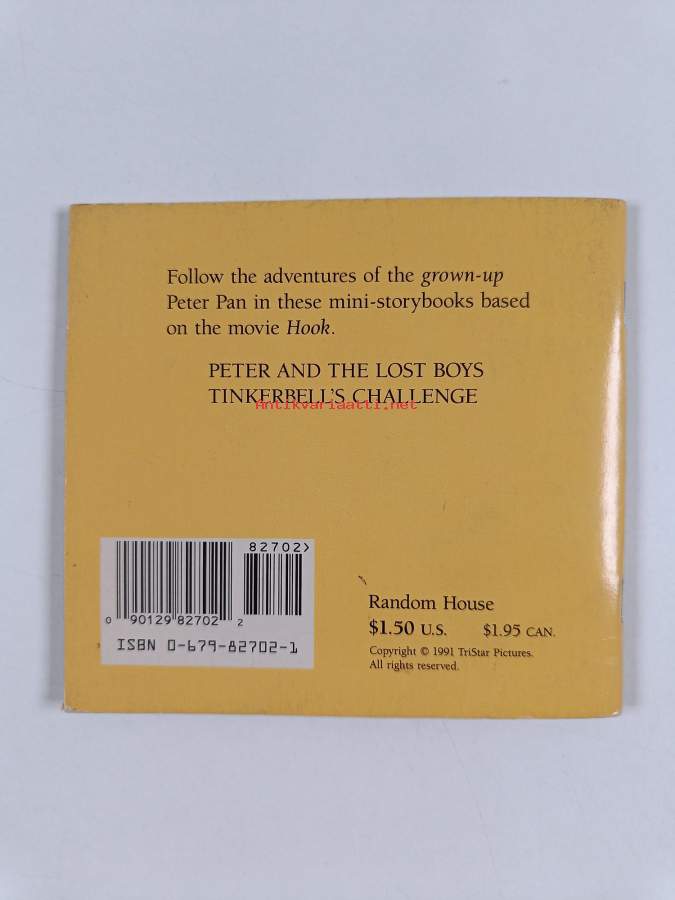 Follow the adventures of the grown-up
Peter Pan in these mini-storybooks based
on the movie Hook.
PETER AND THE LOST BOYS
TINKERBELL'S CHALLENGE
Antikvariaatti.net
82702>
0 90129 82702 2
ISBN 0-679-82702-1
Random House
$1.50 U.S. $1.95 CAN.
Copyright © 1991 TriStar Pictures.
All rights reserved.